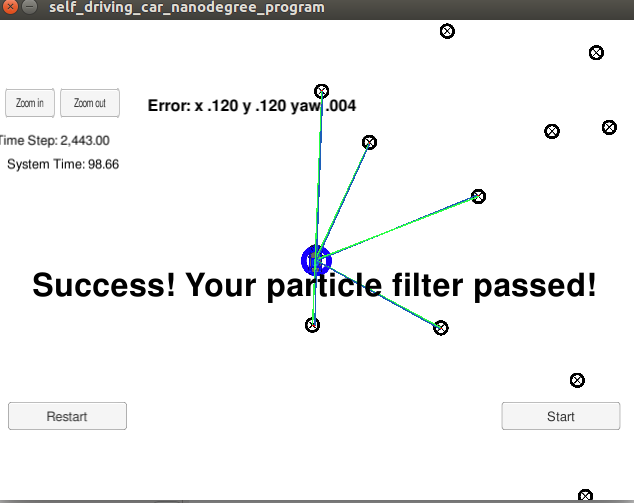 self_driving_car_nanodegree_program
Zoom in Zoom out
Error: x .120 y .120 yaw .004
Time Step: 2,443.00
System Time: 98.66
Success! Your particle filter passed!
Restart Start